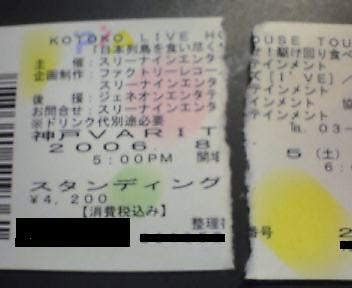 KOTOKO LIVE HOUSE TOU
「日本列島を食い尽くせ!駆け回り食べ
主 催:スリーナインエンタテインメント
企画制作:ファクトリーレコーズ[I'VE]/
スリーナインエンタテインメント
後 援:ジェネオンエンタテインメント 協
お問合せ:スリーナインエンタテインメント
※ドリンク代別途必要 ℡ 03-
神戸VARIT
2006. 8 5 (土)
5:00PM 開場 6:
スタンディング
¥4,200
【消費税込み】
整理番号 2